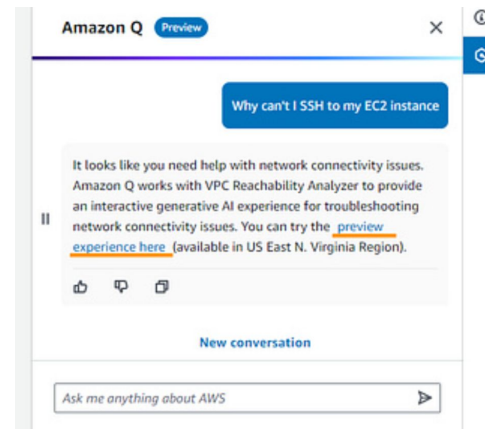 Amazon Q Preview
Why can't I SSH to my EC2 instance
It looks like you need help with network connectivity issues.
Amazon Q works with VPC Reachability Analyzer to provide
an interactive generative AI experience for troubleshooting
network connectivity issues. You can try the preview
experience here (available in US East N. Virginia Region).
New conversation
Ask me anything about AWS